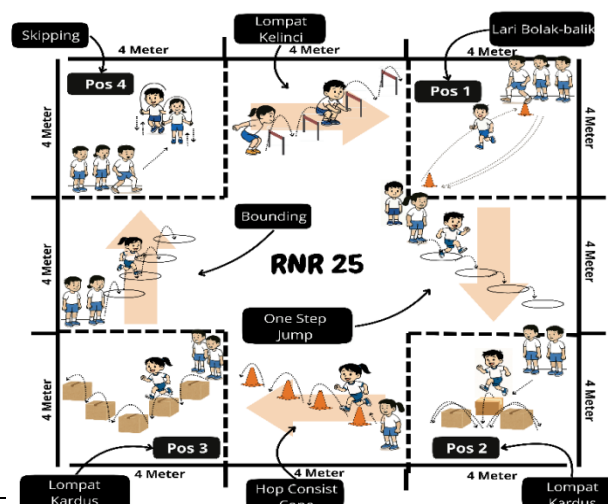 Skipping
Lompat
Kelinci
Lari Bolak-balik
4 Meter
4 Meter
4 Meter
Pos 4
Pos 1
4 Meter
4 Meter
Bounding
RNR 25
4 Meter
4 Meter
One Step
Jump
4 Meter
4 Meter
Pos 3
Pos 2
4 Meter
4 Meter
4 Meter
Lompat
Kardus
Hop Consist
Cone
Lompat
Kardus